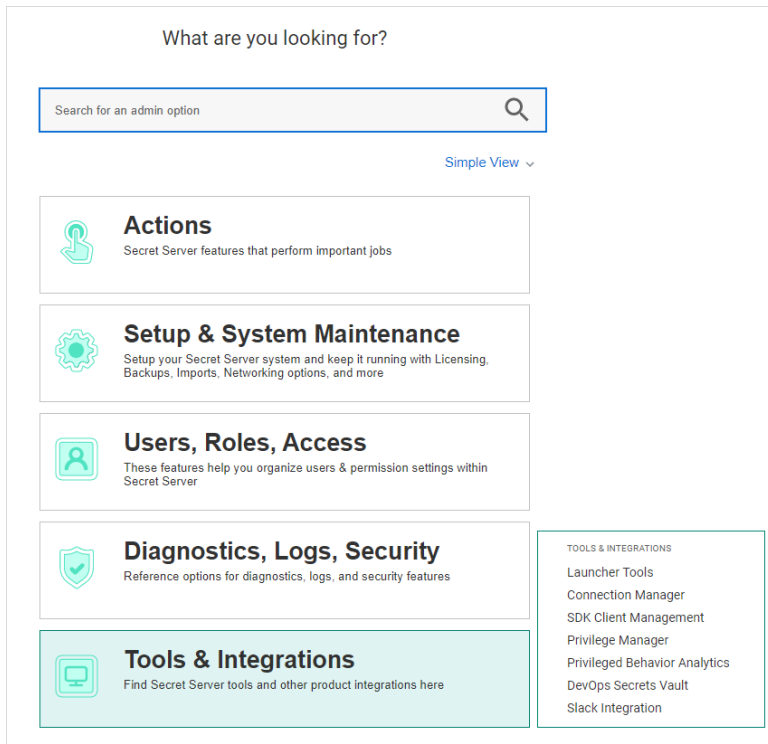 What are you looking for?
Search for an admin option
Simple View
Actions
Secret Server features that perform important jobs
Setup & System Maintenance
Setup your Secret Server system and keep it running with Licensing,
Backups, Imports, Networking options, and more
Users, Roles, Access
These features help you organize users & permission settings within
Secret Server
Diagnostics, Logs, Security
Reference options for diagnostics, logs, and security features
Tools & Integrations
Find Secret Server tools and other product integrations here
TOOLS & INTEGRATIONS
Launcher Tools
Connection Manager
SDK Client Management
Privilege Manager
Privileged Behavior Analytics
DevOps Secrets Vault
Slack Integration